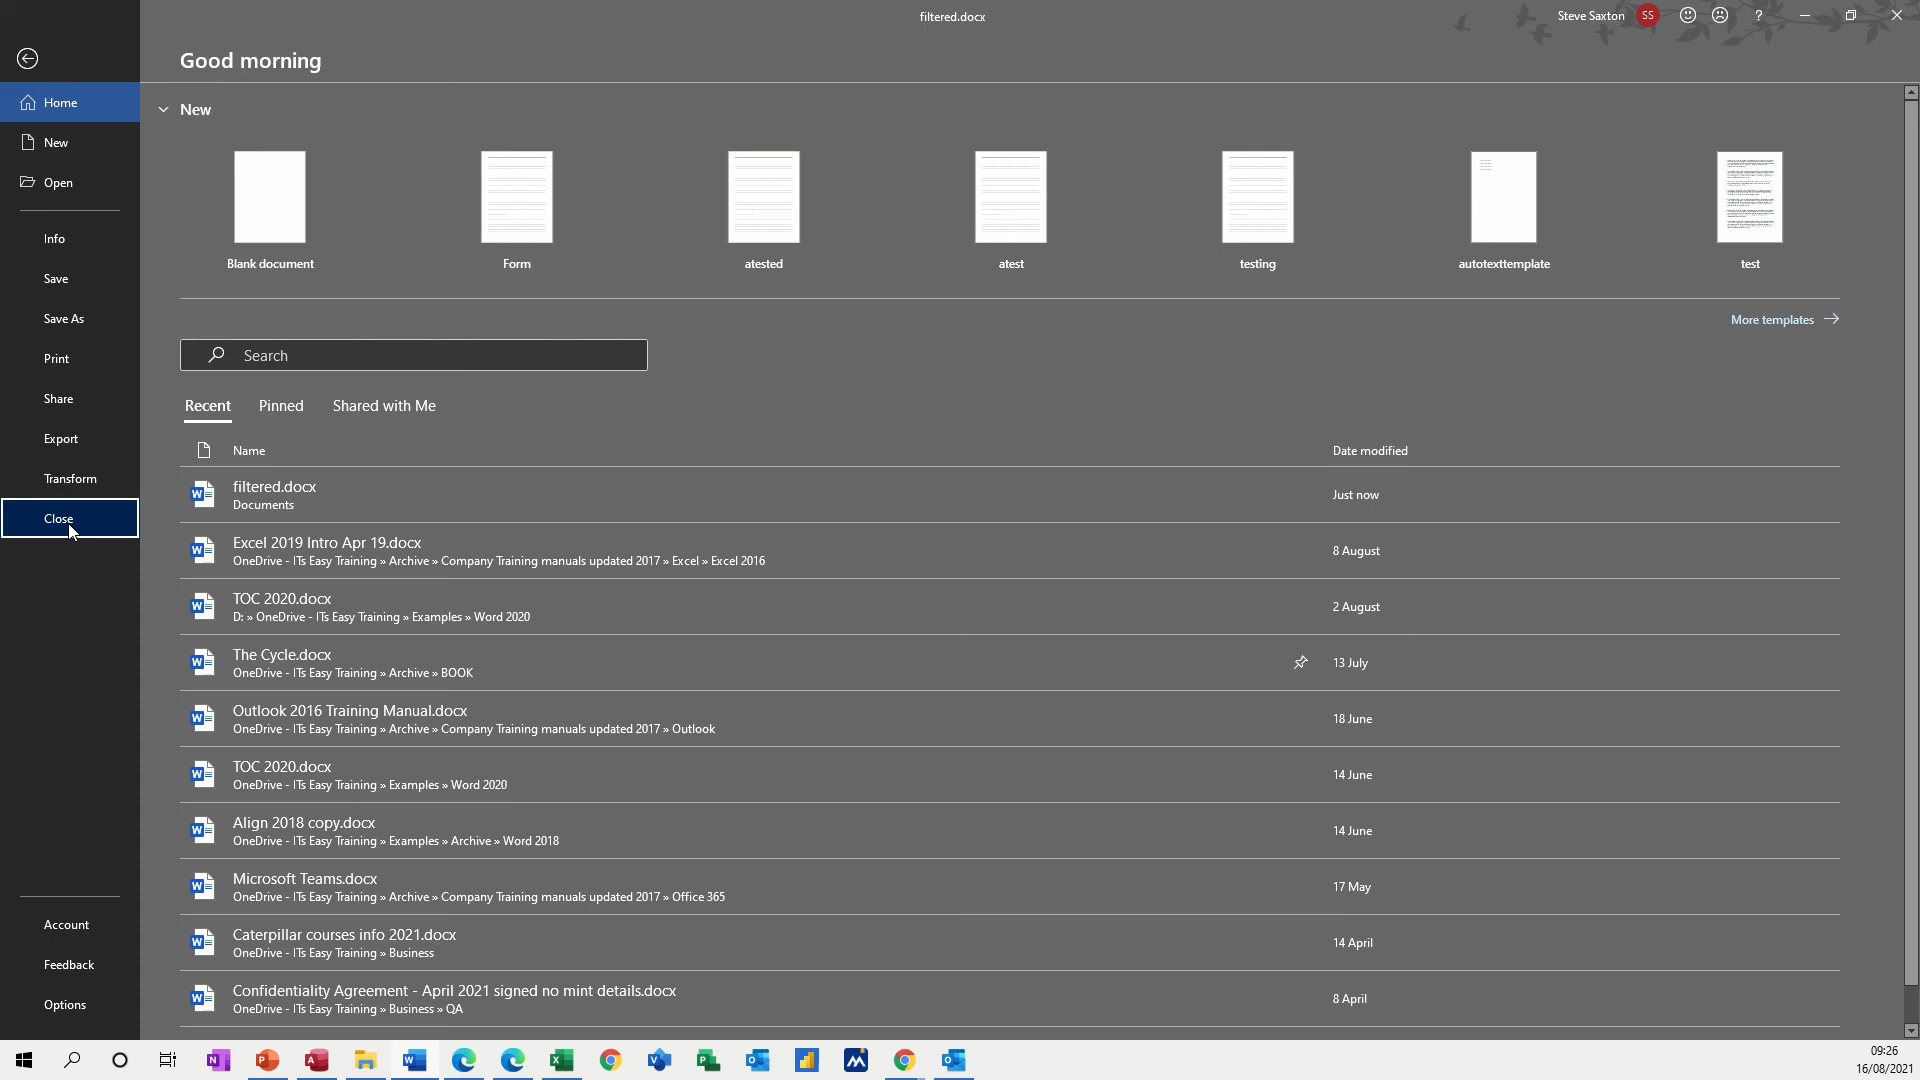 filtered.docx
Steve Saxton
SS
?
Good morning
Home
New
Open
Info
Save
Save As
Print
Share
Export
Transform
Close
Account
Feedback
Options
New
Blank document
Form
atested
atest
testing
autotexttemplate
test
More templates
Search
Recent Pinned Shared with Me
Name Date modified
filtered.docx
Documents
Just now
Excel 2019 Intro Apr 19.docx
OneDrive - ITs Easy Training » Archive » Company Training manuals updated 2017 » Excel » Excel 2016
8 August
TOC 2020.docx
D: » OneDrive - ITs Easy Training » Examples » Word 2020
2 August
The Cycle.docx
OneDrive - ITs Easy Training » Archive » BOOK
13 July
Outlook 2016 Training Manual.docx
OneDrive - ITs Easy Training » Archive » Company Training manuals updated 2017 » Outlook
18 June
TOC 2020.docx
OneDrive - ITs Easy Training » Examples » Word 2020
14 June
Align 2018 copy.docx
OneDrive - ITs Easy Training » Examples » Archive » Word 2018
14 June
Microsoft Teams.docx
OneDrive - ITs Easy Training » Archive » Company Training manuals updated 2017 » Office 365
17 May
Caterpillar courses info 2021.docx
OneDrive - ITs Easy Training » Business
14 April
Confidentiality Agreement - April 2021 signed no mint details.docx
OneDrive - ITs Easy Training » Business » QA
8 April
09:26
16/08/2021